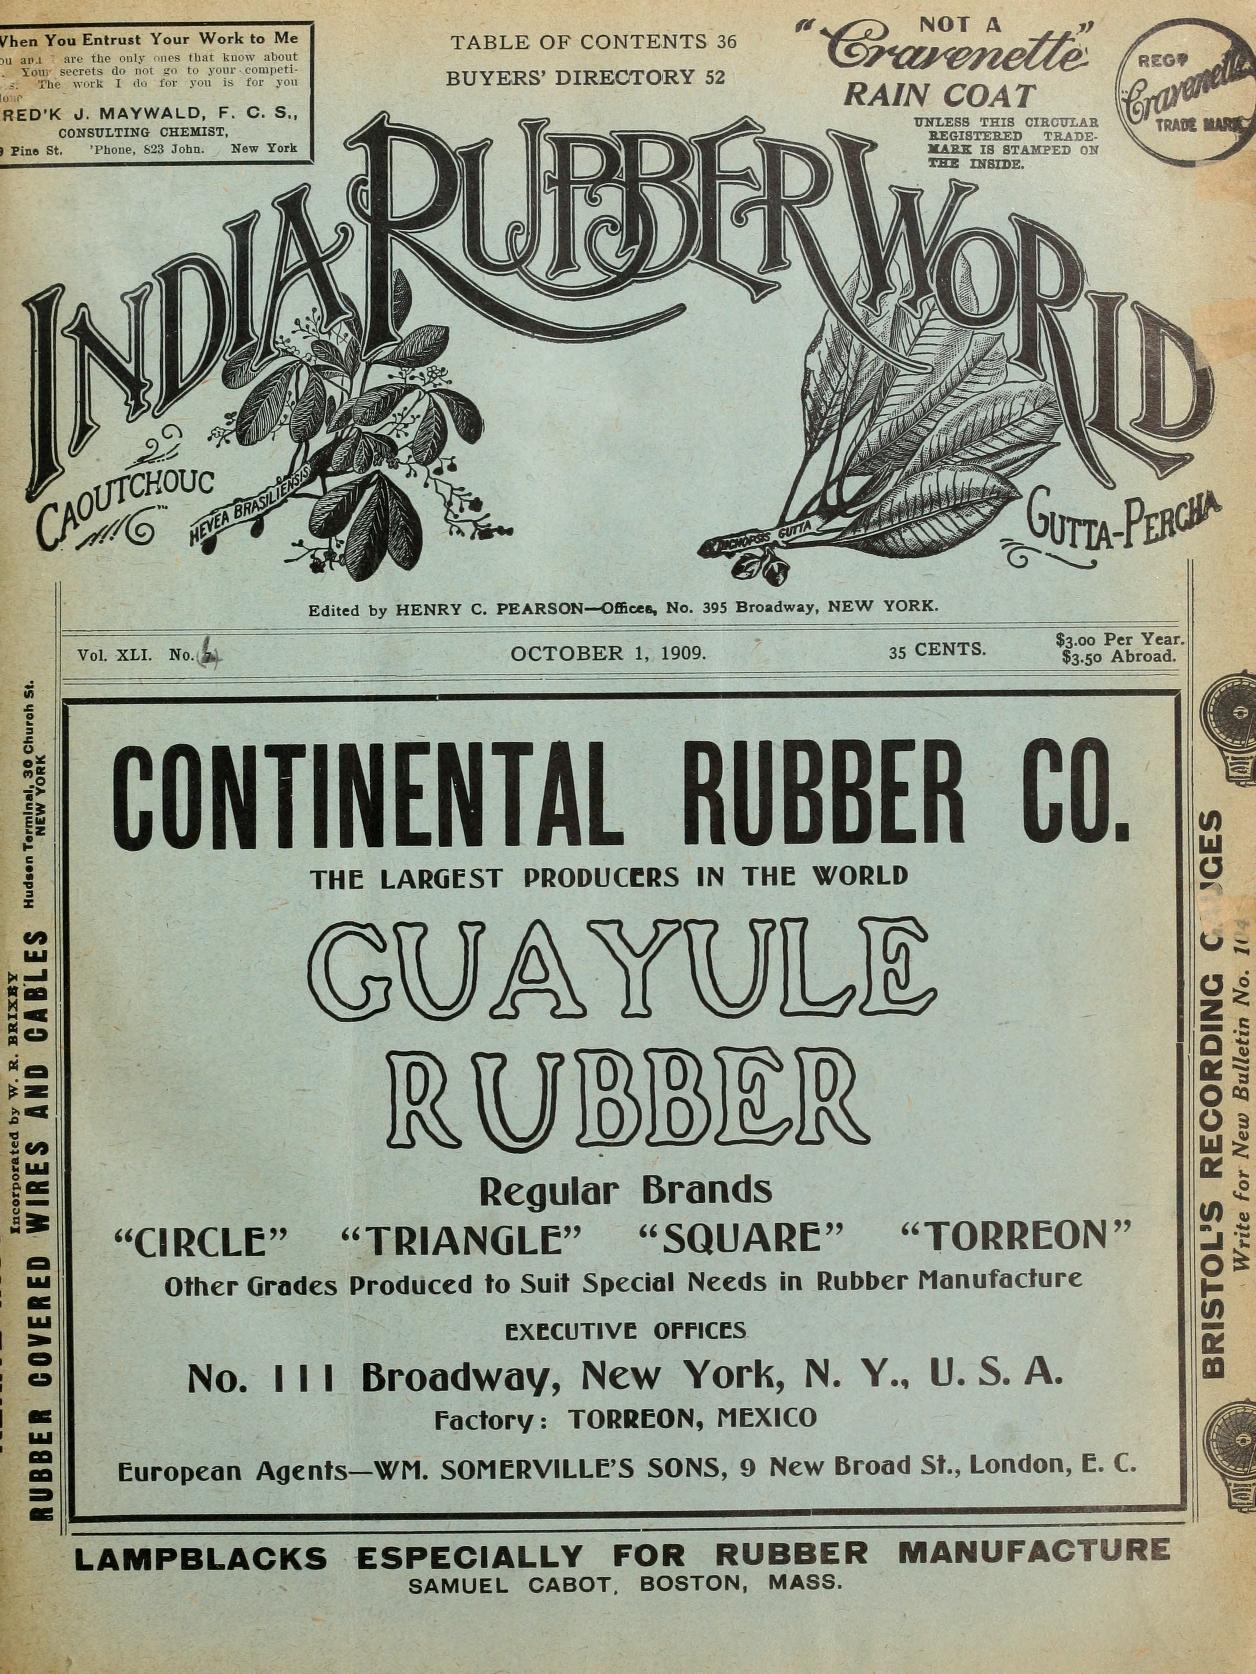 When You Entrust Your Work to Me
are the only ones that know about
Your secrets do not go to your competi-
The work I do for you is for you
RED'K J. MAYWALD, F. C. S.,
CONSULTING CHEMIST,
Pine St. 'Phone, 823 John. New York
TABLE OF CONTENTS 36
BUYERS' DIRECTORY 52
NOT A
"Cravenette"
RAIN COAT
UNLESS THIS CIRCULAR
REGISTERED TRADE-
MARK IS STAMPED ON
THE INSIDE.
REGD
Cravenette
TRADE MARK
INDIA RUBBER WORLD
CAOUTCHOUC
HEVEA BRASILIENSIS
DICHOPSIS GUTTA
GUTTA-PERCHA
Edited by HENRY C. PEARSON—Offices, No. 395 Broadway, NEW YORK.
Vol. XLI. No.
OCTOBER 1, 1909.
35 CENTS.
$3.00 Per Year.
$3.50 Abroad.
CONTINENTAL RUBBER CO.
THE LARGEST PRODUCERS IN THE WORLD
GUAYULE
RUBBER
Regular Brands
"CIRCLE" "TRIANGLE" "SQUARE" "TORREON"
Other Grades Produced to Suit Special Needs in Rubber Manufacture
EXECUTIVE OFFICES
No. 111 Broadway, New York, N. Y., U. S. A.
Factory: TORREON, MEXICO
European Agents—WM. SOMERVILLE'S SONS, 9 New Broad St., London, E. C.
LAMPBLACKS ESPECIALLY FOR RUBBER MANUFACTURE
SAMUEL CABOT, BOSTON, MASS.
Incorporated by W. R. BRIXEY
RUBBER COVERED WIRES AND CABLES
Hudson Terminal, 30 Church St.
NEW YORK
BRISTOL'S RECORDING GAUGES
Write for New Bulletin No. 104